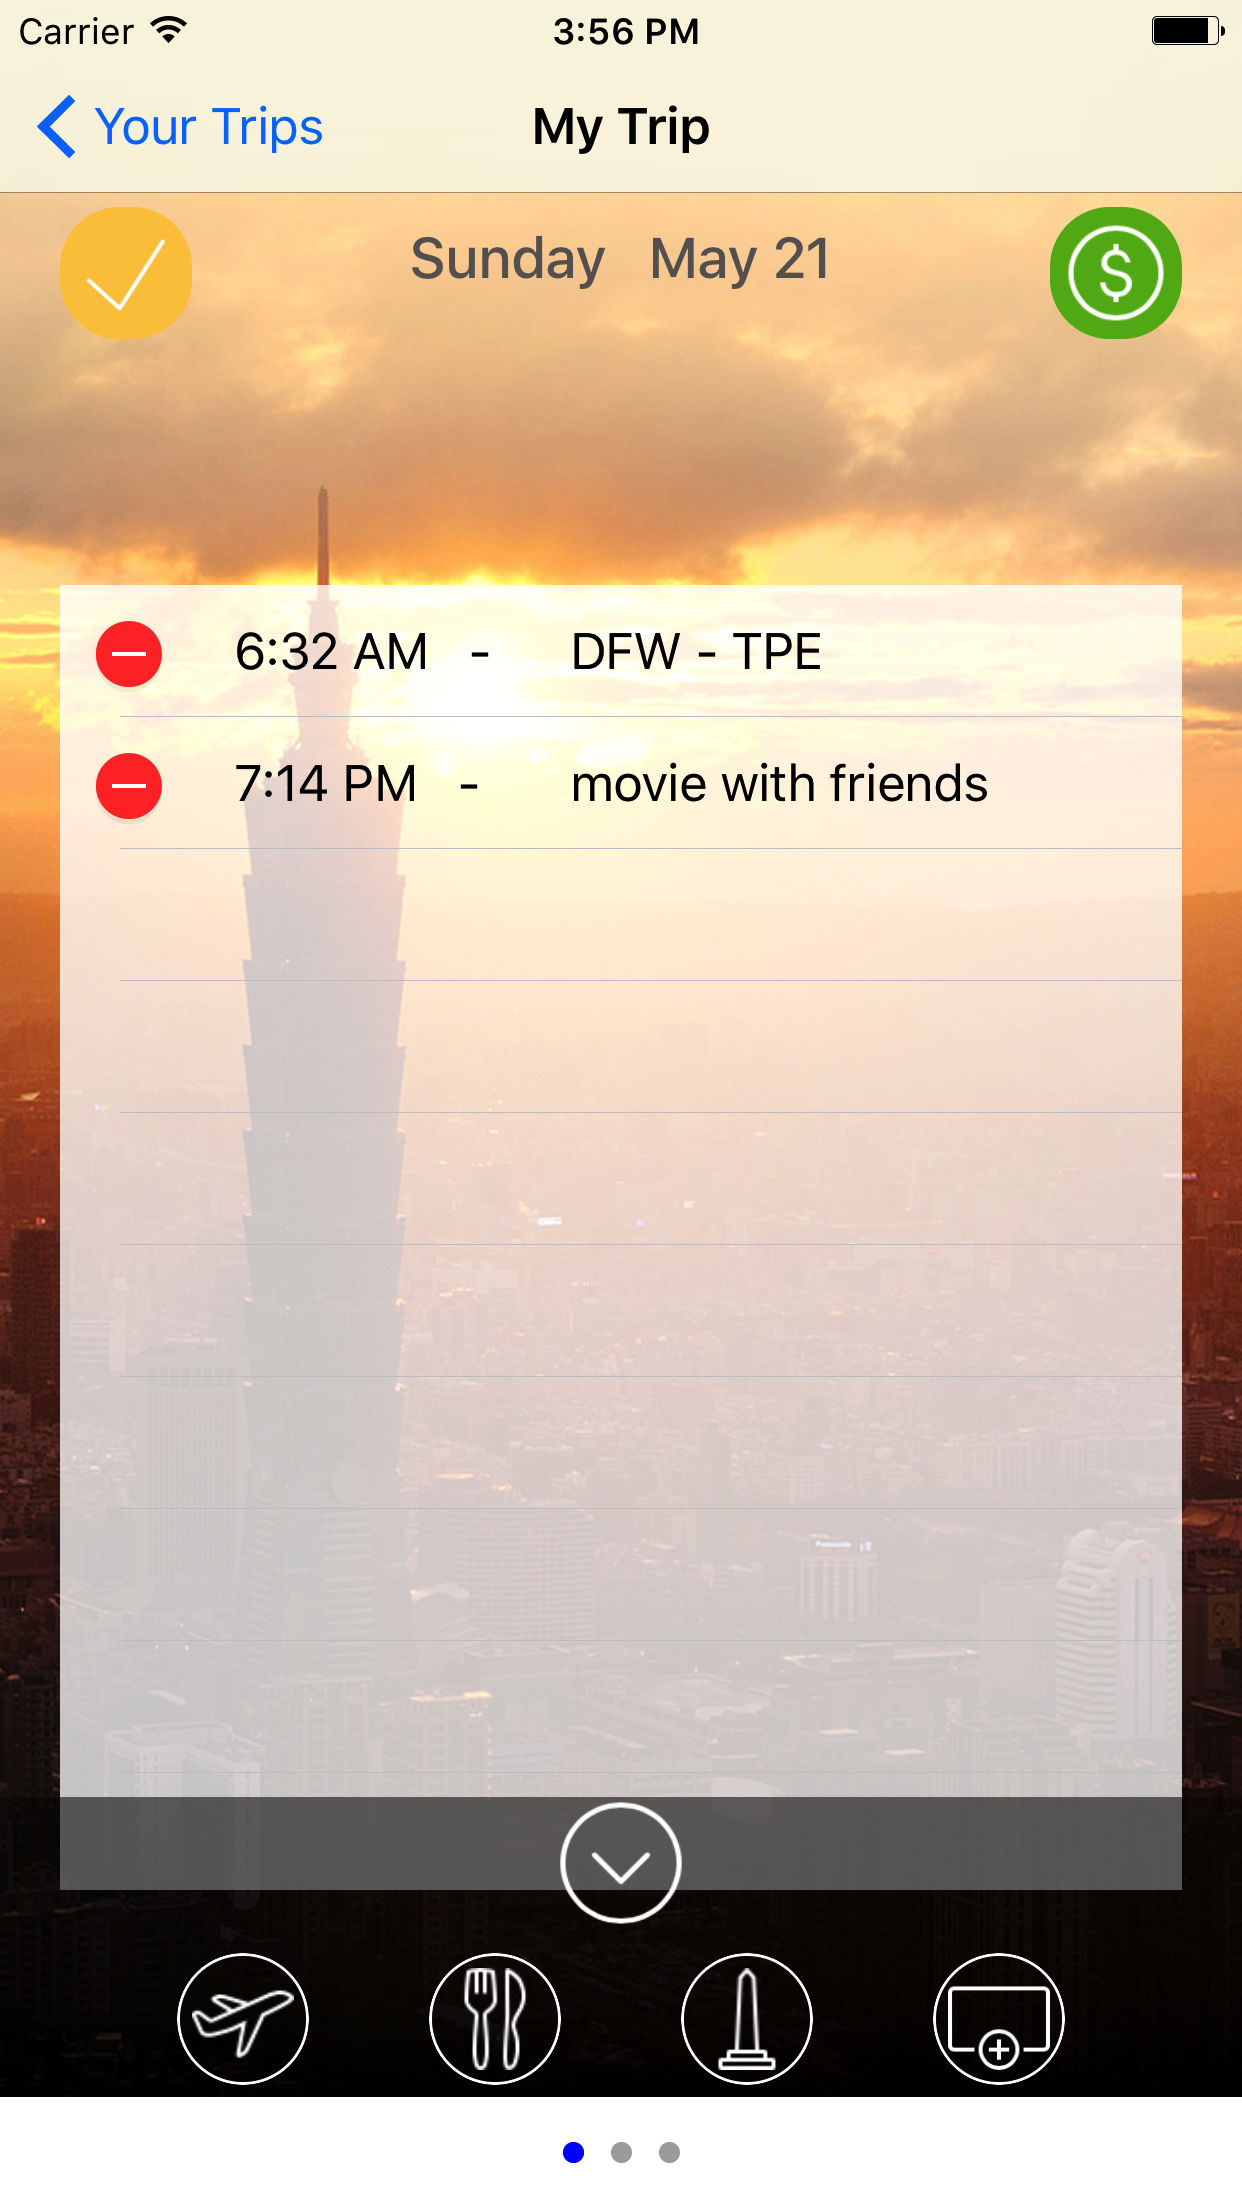 Carrier 3:56 PM
Your Trips My Trip
Sunday May 21
$
6:32 AM - DFW - TPE
7:14 PM - movie with friends
Panasonic